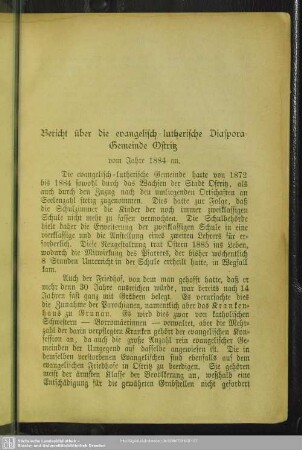 Bericht über die evangelisch lutherische Diaspora-
Gemeinde Ostritz
vom Jahre 1884 an.
Die evangelisch-lutherische Gemeinde hatte von 1872
bis 1884 sowohl durch das Wachsen der Stadt Ostritz, als
auch durch den Zuzug nach den umliegenden Ortschaften an
Seelenzahl stetig zugenommen. Dies hatte zur Folge, daß
die Schulzimmer die Kinder der noch immer zweiklassigen
Schule nicht mehr zu fassen vermochten. Die Schulbehörde
hielt daher die Erweiterung der zweiklassigen Schule in eine
vierklassige und die Anstellung eines zweiten Lehrers für er-
forderlich. Diese Neugestaltung trat Ostern 1885 ins Leben,
wodurch die Mitwirkung des Pfarrers, der bisher wöchentlich
8 Stunden Unterricht in der Schule ertheilt hatte, in Wegfall
kam.
Auch der Friedhof, von dem man gehofft hatte, daß er
mehr denn 30 Jahre ausreichen würde, war bereits nach 14
Jahren fast ganz mit Gräbern belegt. Es verursachte dies
die Zunahme der Parochianen, namentlich aber das Kranken-
haus zu Grunau. Es wird dies zwar von katholischen
Schwestern — Borromäerinnen — verwaltet, aber die Mehr-
zahl der darin verpflegten Kranken gehört der evangelischen Konfession
an, da auch die große Anzahl rein evangelischer Ge-
meinden der Umgegend auf dasselbe angewiesen ist. Die in
demselben verstorbenen Evangelischen sind ebenfalls auf dem
evangelischen Friedhofe in Ostritz zu beerdigen. Sie gehören
meist der ärmsten Klasse der Bevölkerung an, weshalb eine
Entschädigung für die gewährten Grabstellen nicht gefordert